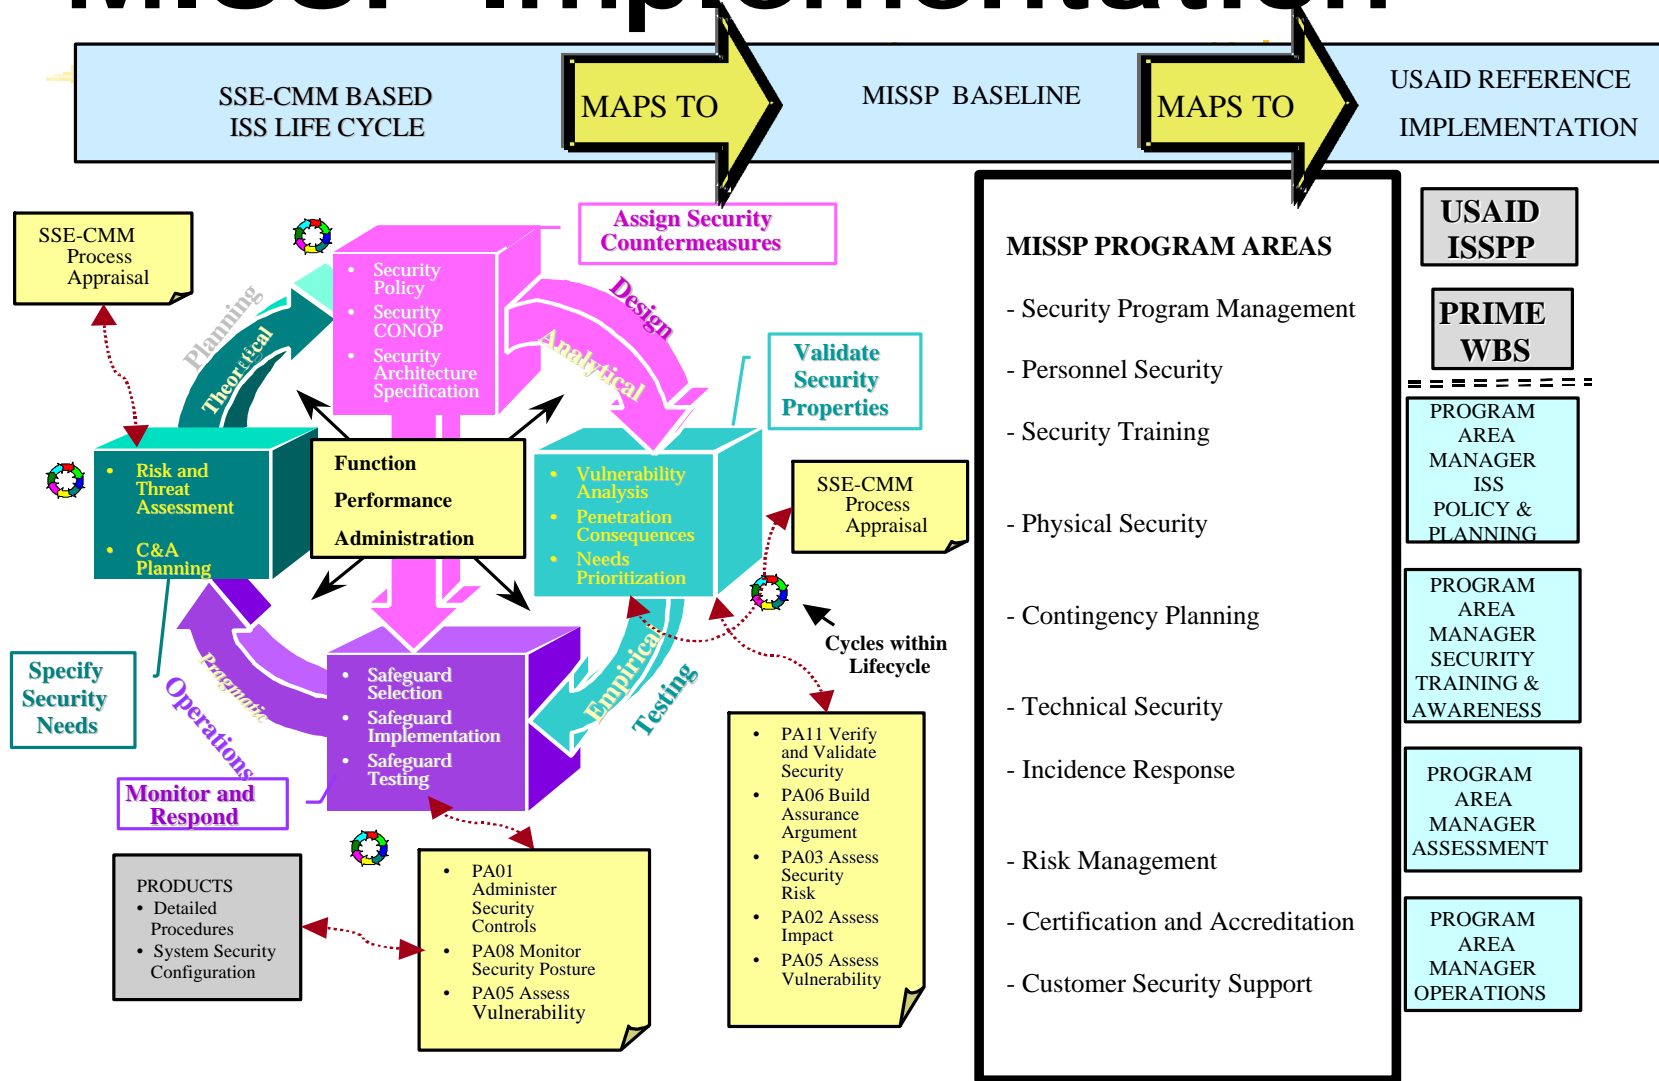 MISSP Implementation
SSE-CMM BASED
ISS LIFE CYCLE
MAPS TO
MISSP BASELINE
MAPS TO
USAID REFERENCE
IMPLEMENTATION
SSE-CMM
Process
Appraisal
Planning
Theoretical
• Security
Policy
• Security
CONOP
• Security
Architecture
Specification
Assign Security
Countermeasures
Design
Analytical
Validate
Security
Properties
• Risk and
Threat
Assessment
• C&A
Planning
Function
Performance
Administration
• Vulnerability
Analysis
• Penetration
Consequences
• Needs
Prioritization
SSE-CMM
Process
Appraisal
Cycles within
Lifecycle
Specify
Security
Needs
Operations
Pragmatic
• Safeguard
Selection
• Safeguard
Implementation
• Safeguard
Testing
Empirical
Testing
Monitor and
Respond
PRODUCTS
• Detailed
Procedures
• System Security
Configuration
• PA01
Administer
Security
Controls
• PA08 Monitor
Security Posture
• PA05 Assess
Vulnerability
• PA11 Verify
and Validate
Security
• PA06 Build
Assurance
Argument
• PA03 Assess
Security
Risk
• PA02 Assess
Impact
• PA05 Assess
Vulnerability
MISSP PROGRAM AREAS
- Security Program Management
- Personnel Security
- Security Training
- Physical Security
- Contingency Planning
- Technical Security
- Incidence Response
- Risk Management
- Certification and Accreditation
- Customer Security Support
USAID
ISSPP
PRIME
WBS
PROGRAM
AREA
MANAGER
ISS
POLICY &
PLANNING
PROGRAM
AREA
MANAGER
SECURITY
TRAINING &
AWARENESS
PROGRAM
AREA
MANAGER
ASSESSMENT
PROGRAM
AREA
MANAGER
OPERATIONS